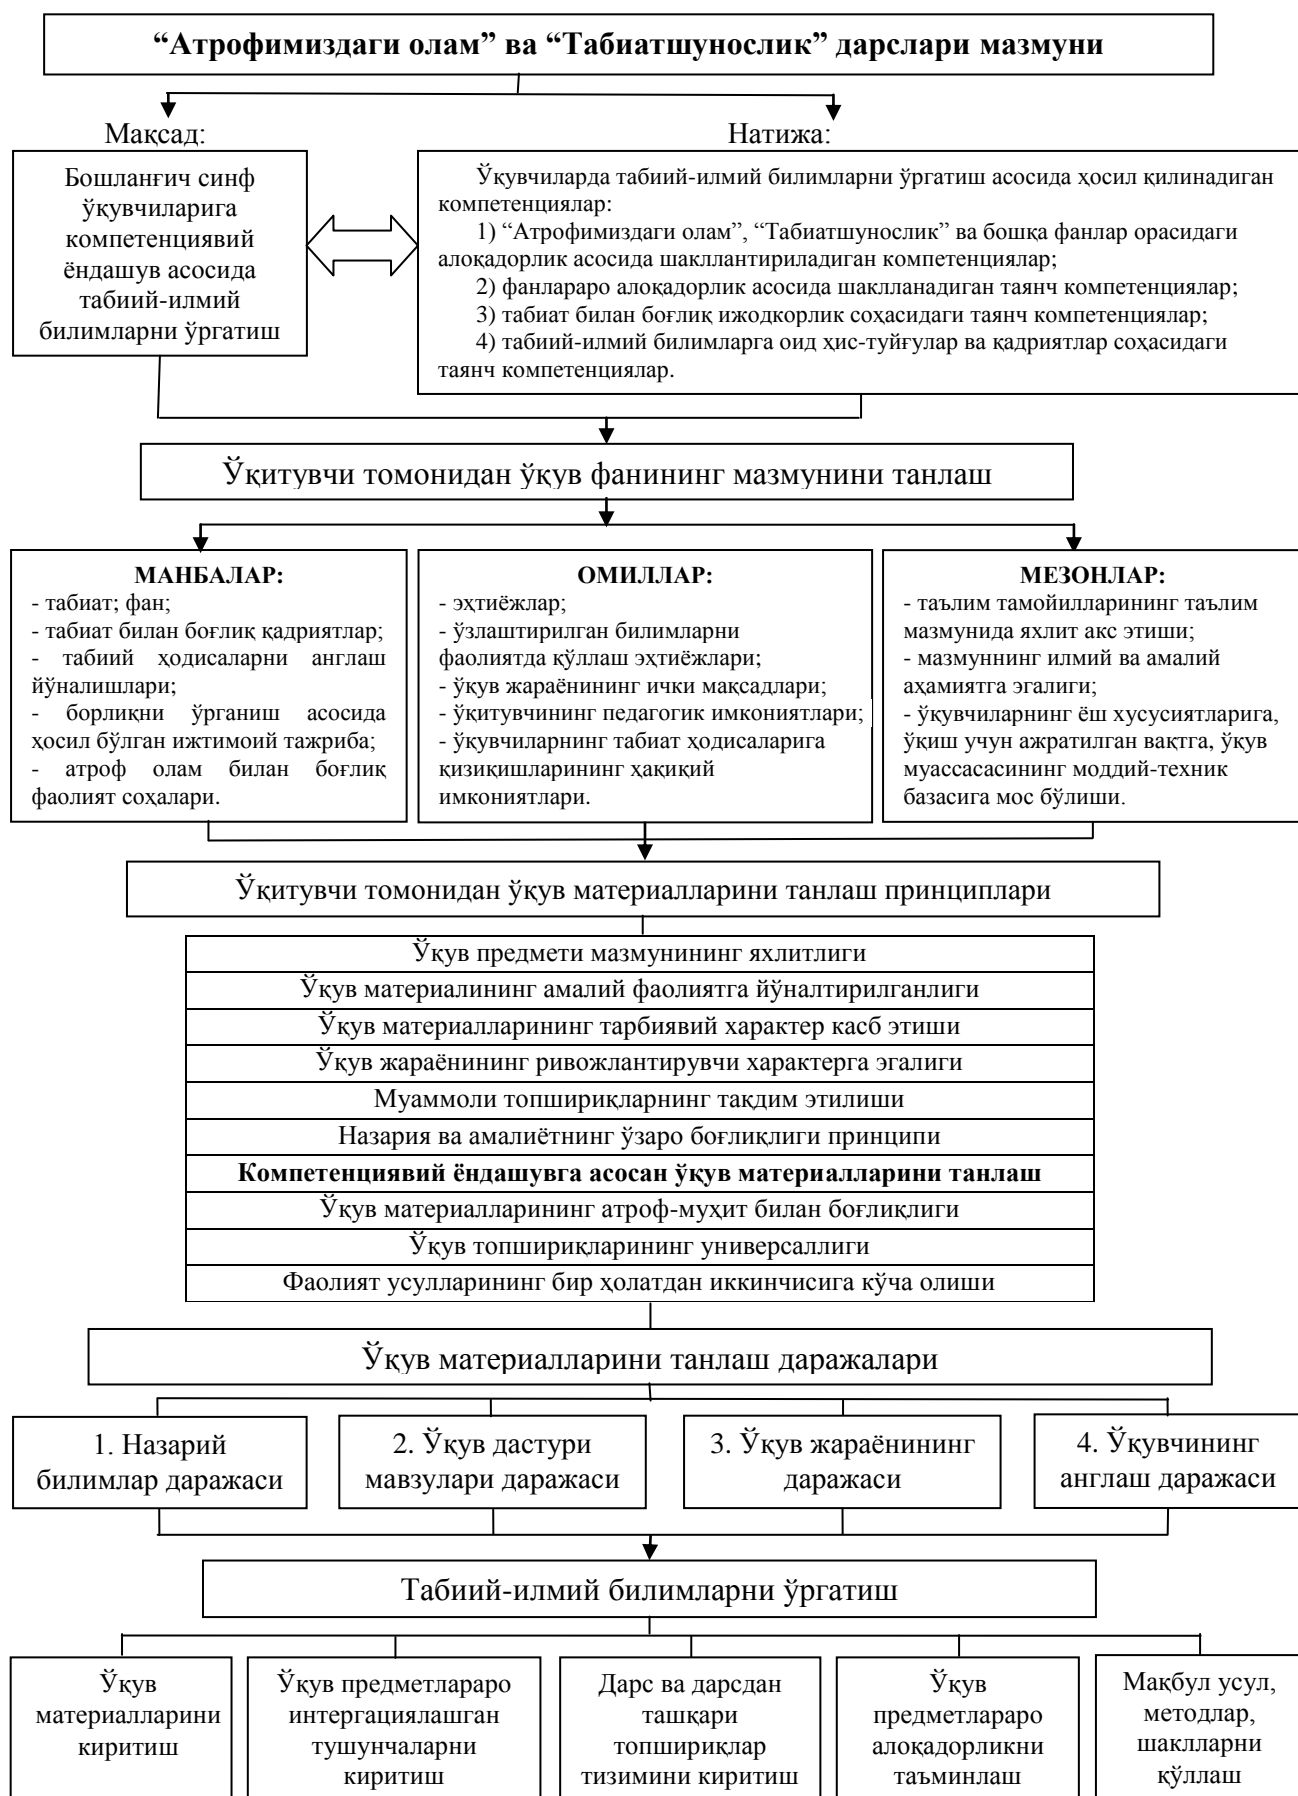 “Атрофимиздаги олам” ва “Табиатшунослик” дарслари мазмуни
Мақсад:
Бошланғич синф
ўқувчиларига
компетенциявий
ёндашув асосида
табиий-илмий
билимларни ўргатиш
Натижа:
Ўқувчиларда табиий-илмий билимларни ўргатиш асосида ҳосил қилинадиган
компетенциялар:
1) “Атрофимиздаги олам”, “Табиатшунослик” ва бошқа фанлар орасидаги
алоқадорлик асосида шакллантириладиган компетенциялар;
2) фанлараро алоқадорлик асосида шаклланадиган таянч компетенциялар;
3) табиат билан боғлиқ ижодкорлик соҳасидаги таянч компетенциялар;
4) табиий-илмий билимларга оид ҳис-туйғулар ва қадриятлар соҳасидаги
таянч компетенциялар.
Ўқитувчи томонидан ўқув фанининг мазмунини танлаш
МАНБАЛАР:
- табиат; фан;
- табиат билан боғлиқ қадриятлар;
- табиий ҳодисаларни англаш
йўналишлари;
- борлиқни ўрганиш асосида
ҳосил бўлган ижтимоий тажриба;
- атроф олам билан боғлиқ
фаолият соҳалари.
ОМИЛЛАР:
- эҳтиёжлар;
- ўзлаштирилган билимларни
фаолиятда қўллаш эҳтиёжлари;
- ўқув жараёнининг ички мақсадлари;
- ўқитувчининг педагогик имкониятлари;
- ўқувчиларнинг табиат ҳодисаларига
қизиқишларининг ҳақиқий
имкониятлари.
МЕЗОНЛАР:
- таълим тамойилларининг таълим
мазмунида яхлит акс этиши;
- мазмуннинг илмий ва амалий
аҳамиятга эгалиги;
- ўқувчиларнинг ёш хусусиятларига,
ўқиш учун ажратилган вақтга, ўқув
муассасасининг моддий-техник
базасига мос бўлиши.
Ўқитувчи томонидан ўқув материалларини танлаш принциплари
Ўқув предмети мазмунининг яхлитлиги
Ўқув материалининг амалий фаолиятга йўналтирилганлиги
Ўқув материалларининг тарбиявий характер касб этиши
Ўқув жараёнининг ривожлантирувчи характерга эгалиги
Муаммоли топшириқларнинг тақдим этилиши
Назария ва амалиётнинг ўзаро боғлиқлиги принципи
Компетенциявий ёндашувга асосан ўқув материалларини танлаш
Ўқув материалларининг атроф-муҳит билан боғлиқлиги
Ўқув топшириқларининг универсаллиги
Фаолият усулларининг бир ҳолатдан иккинчисига кўча олиши
Ўқув материалларини танлаш даражалари
1. Назарий
билимлар даражаси
2. Ўқув дастури
мавзулари даражаси
3. Ўқув жараёнининг
даражаси
4. Ўқувчининг
англаш даражаси
Табиий-илмий билимларни ўргатиш
Ўқув
материалларини
киритиш
Ўқув предметлараро
интергациялашган
тушунчаларни
киритиш
Дарс ва дарсдан
ташқари
топшириқлар
тизимини киритиш
Ўқув
предметлараро
алоқадорликни
таъминлаш
Мақбул усул,
методлар,
шаклларни
қўллаш